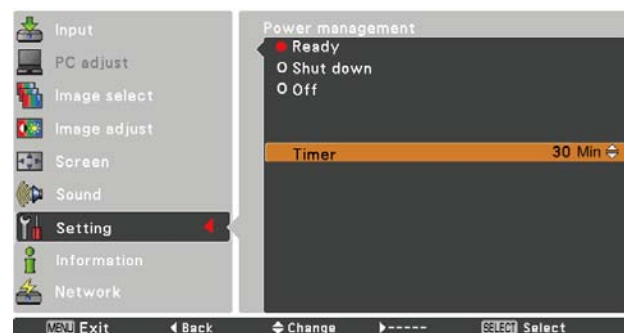 Input
PC adjust
Image select
Image adjust
Screen
Sound
Setting
Information
Network
Power management
Ready
Shut down
Off
Timer 30 Min
MENU Exit Back Change ----- SELECT Select